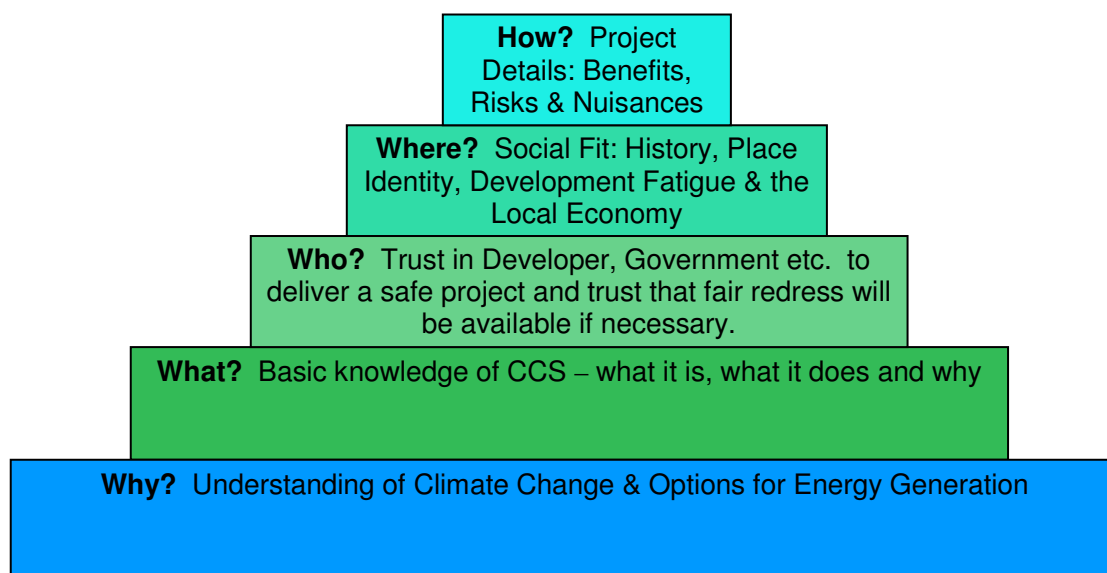 How? Project
Details: Benefits,
Risks & Nuisances
Where? Social Fit: History, Place
Identity, Development Fatigue & the
Local Economy
Who? Trust in Developer, Government etc. to
deliver a safe project and trust that fair redress will
be available if necessary.
What? Basic knowledge of CCS – what it is, what it does and why
Why? Understanding of Climate Change & Options for Energy Generation